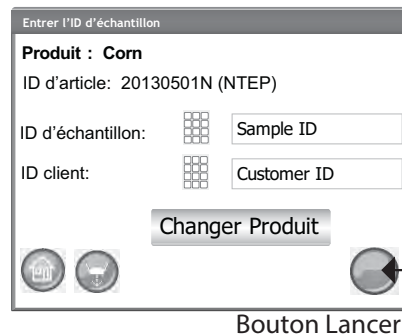 Entrer l'ID d'échantillon
Produit : Corn
ID d'article: 20130501N (NTEP)
ID d'échantillon: Sample ID
ID client: Customer ID
Changer Produit
Bouton Lancer